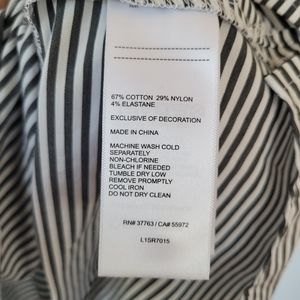 67% COTTON 29% NYLON
4% ELASTANE
EXCLUSIVE OF DECORATION
MADE IN CHINA
MACHINE WASH COLD
SEPARATELY
NON-CHLORINE
BLEACH IF NEEDED
TUMBLE DRY LOW
REMOVE PROMPTLY
COOL IRON
DO NOT DRY CLEAN
RN# 37763 / CA# 55972
L1SR7015